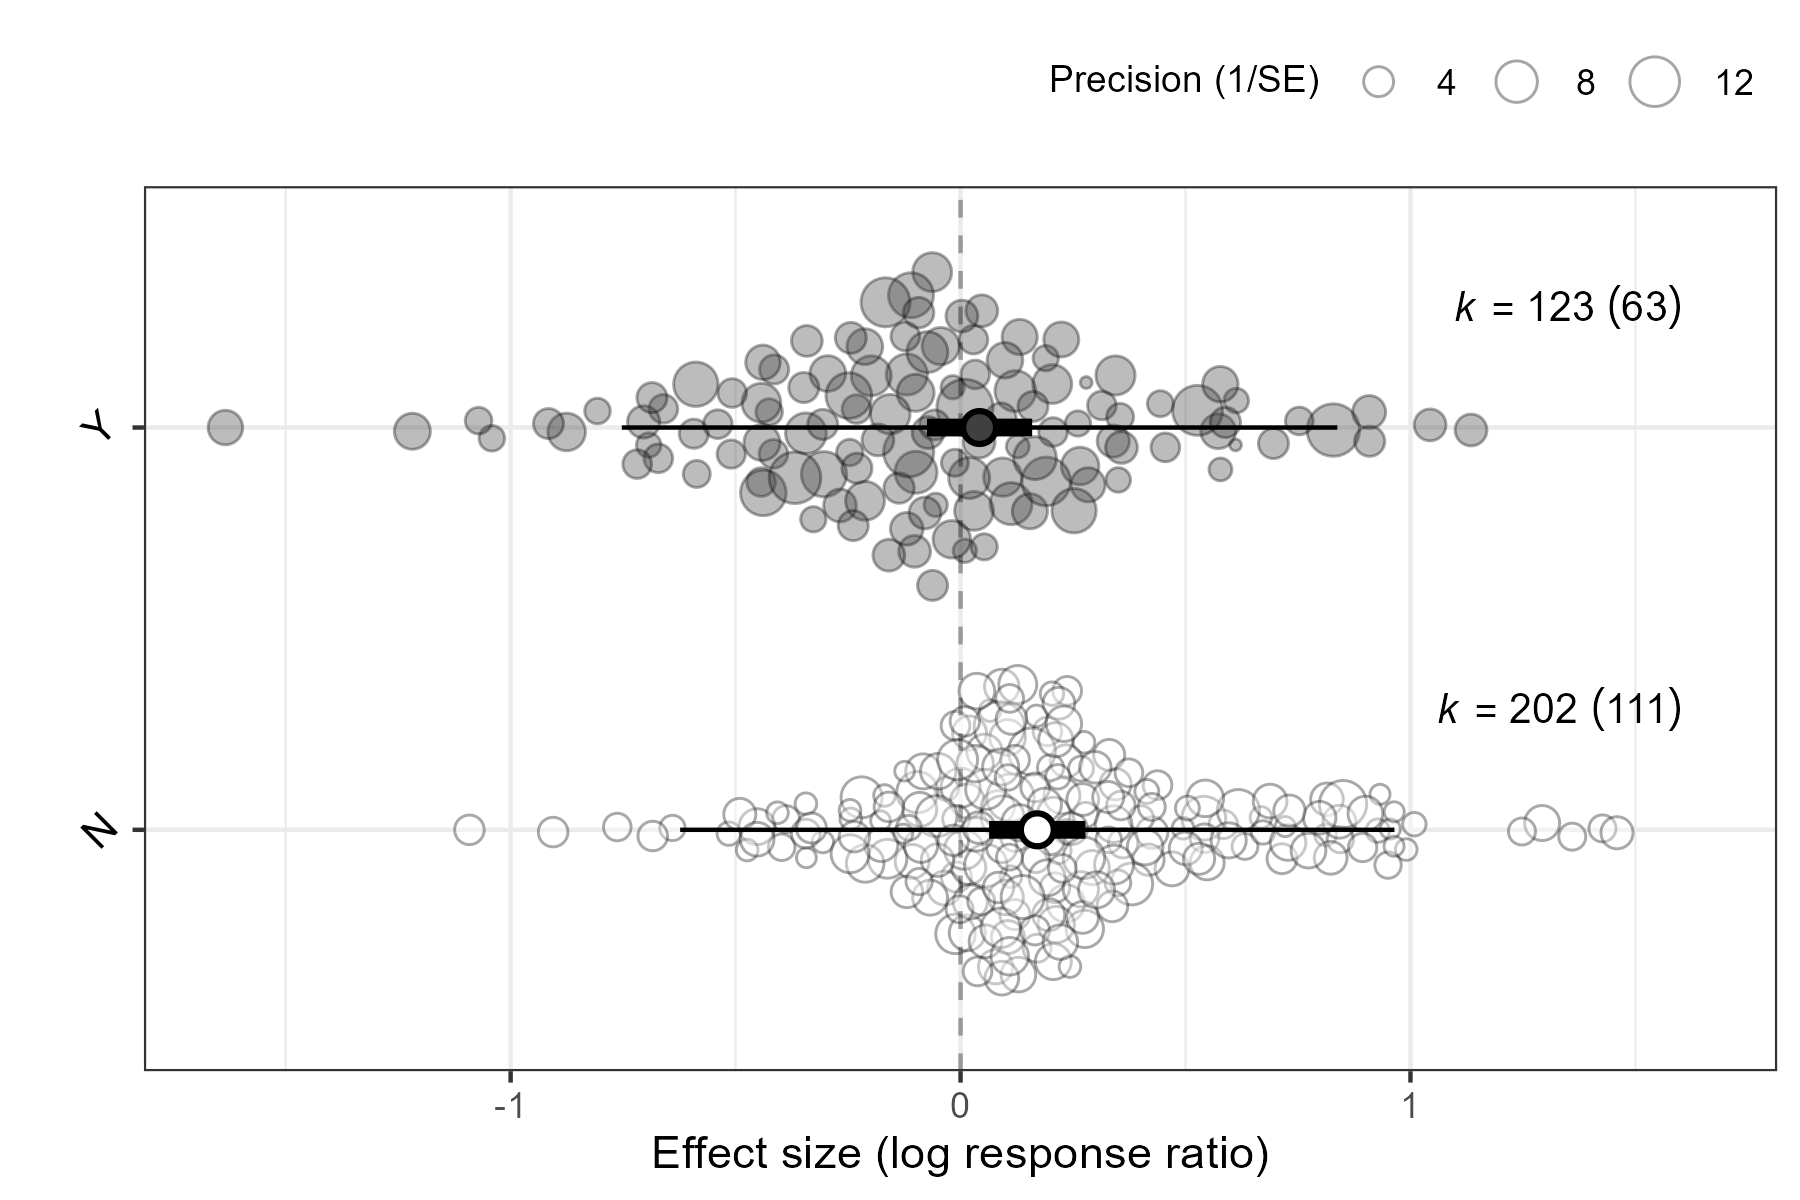 Precision (1/SE) 4 8 12
k = 123 (63)
Y
k = 202 (111)
N
-1 0 1
Effect size (log response ratio)